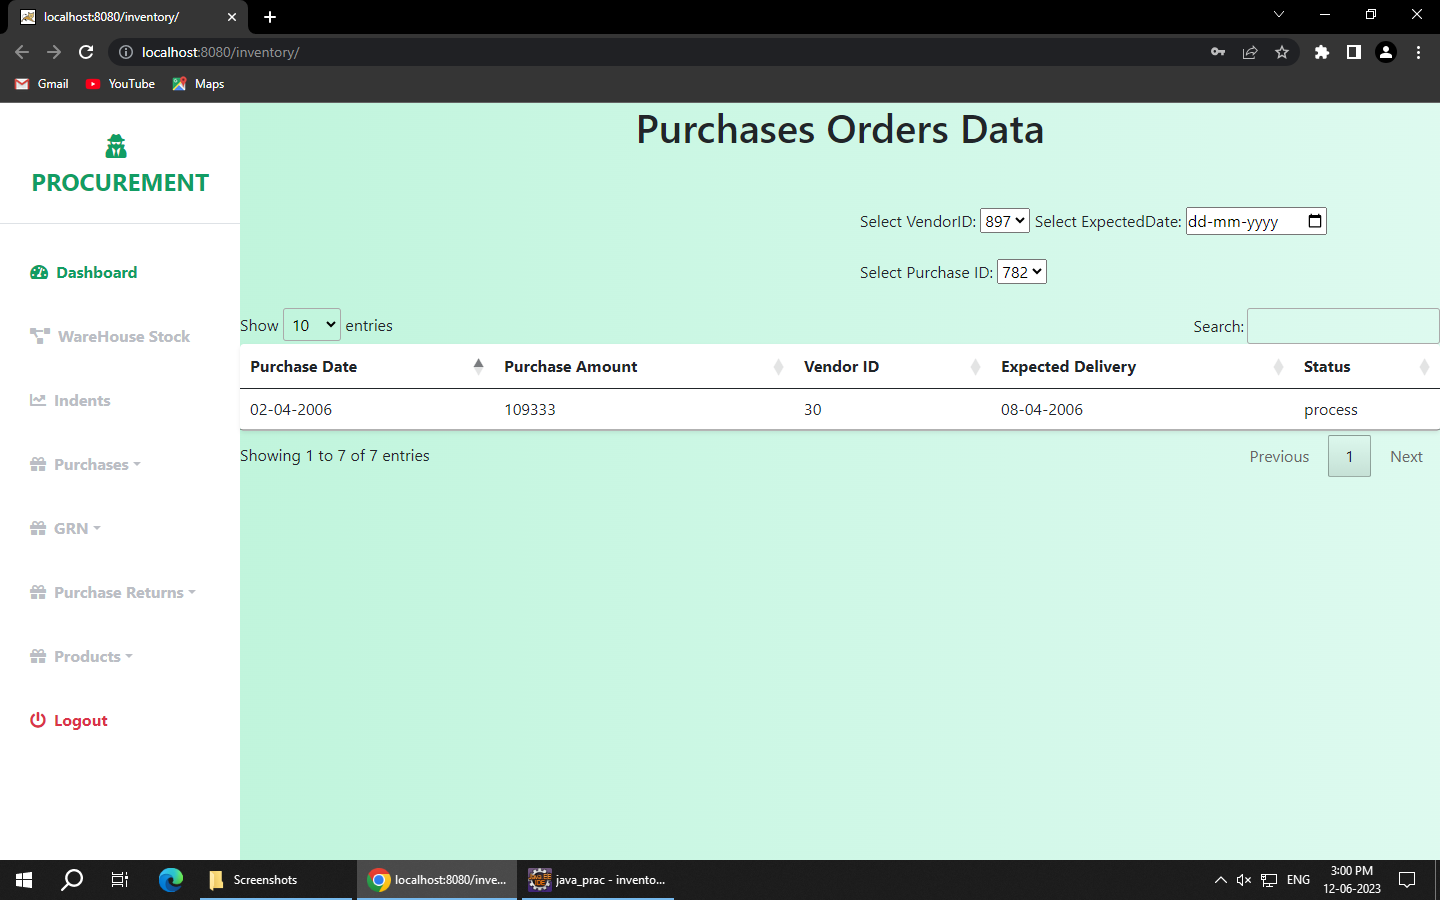 localhost:8080/inventory/
localhost:8080/inventory/
Gmail YouTube Maps
PROCUREMENT
Dashboard
WareHouse Stock
Indents
Purchases
GRN
Purchase Returns
Products
Logout
Purchases Orders Data
Select VendorID: 897 Select ExpectedDate: dd-mm-yyyy
Select Purchase ID: 782
Show 10 entries Search:
Purchase Date Purchase Amount Vendor ID Expected Delivery Status
02-04-2006 109333 30 08-04-2006 process
Showing 1 to 7 of 7 entries Previous 1 Next
Screenshots localhost:8080/inve... java_prac - invento... ENG 3:00 PM
12-06-2023